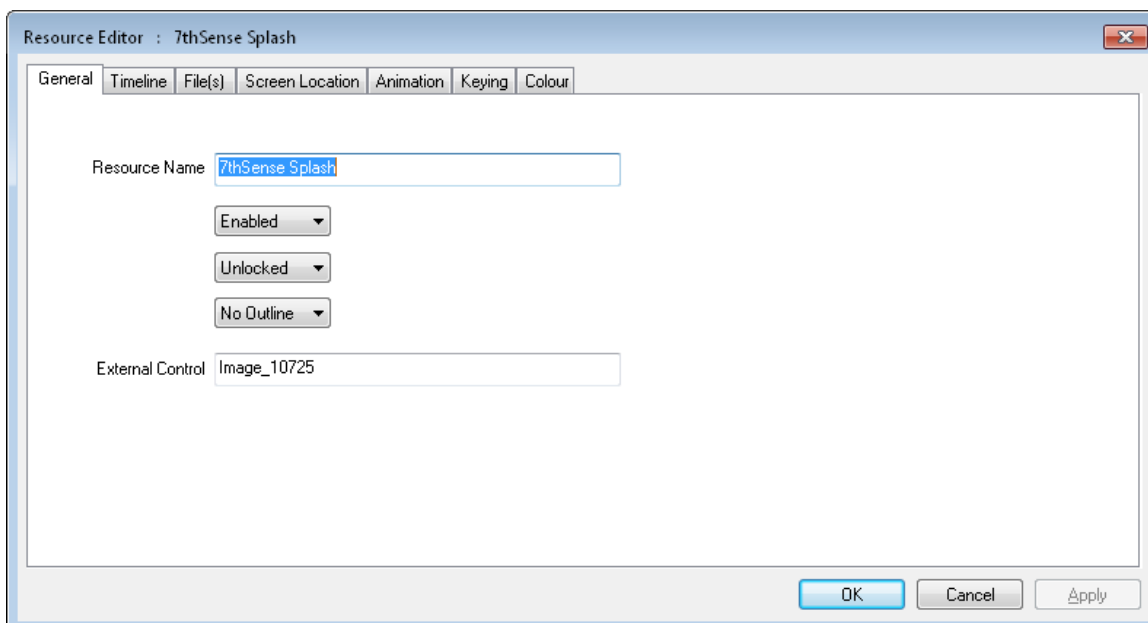 Resource Editor : 7thSense Splash
General Timeline File(s) Screen Location Animation Keying Colour
Resource Name 7thSense Splash
Enabled
Unlocked
No Outline
External Control Image_10725
OK Cancel Apply